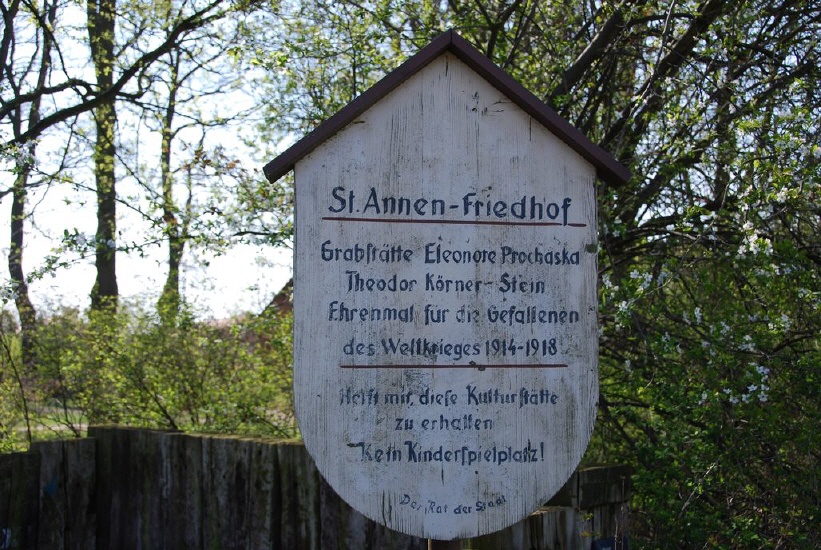 St. Annen-Friedhof
Grabſtätte Eleonore Prochaska
Theodor Körner-Stein
Ehrenmal für die Gefallenen
des Weltkrieges 1914-1918
Helft mit, dieſe Kulturſtätte
zu erhalten
Kein Kinderſpielplatz!
Der Rat der Stadt